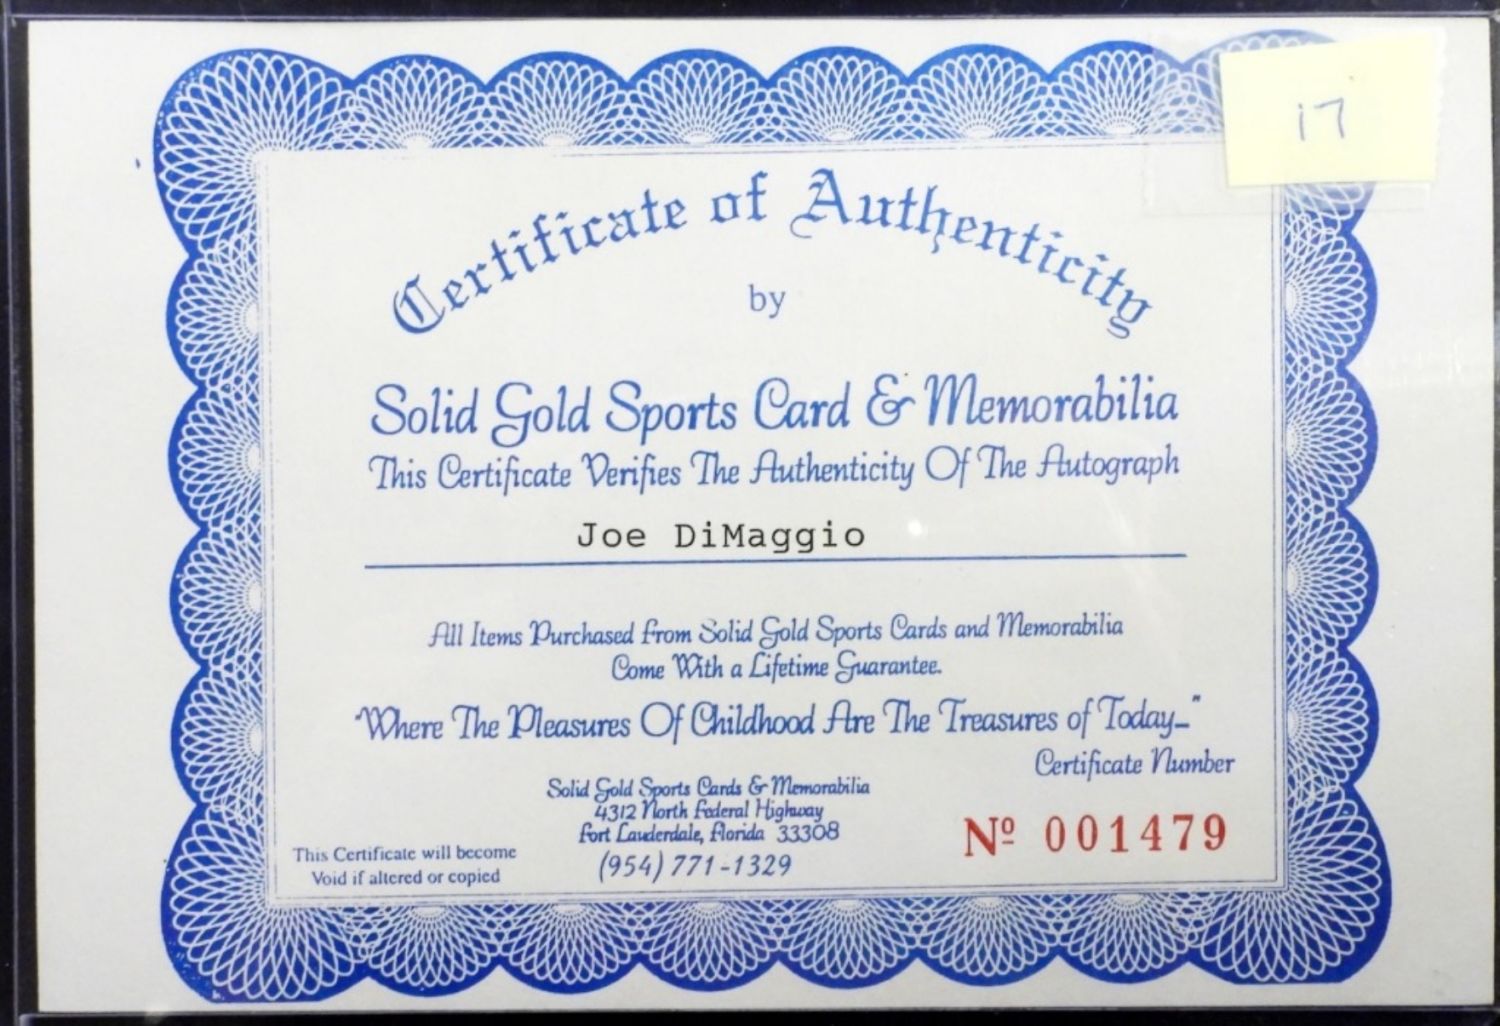 17
Certificate of Authenticity
by
Solid Gold Sports Card & Memorabilia
This Certificate Verifies The Authenticity Of The Autograph
Joe DiMaggio
All Items Purchased from Solid Gold Sports Cards and Memorabilia
Come With a Lifetime Guarantee.
"Where The Pleasures Of Childhood Are The Treasures of Today..."
Certificate Number
Solid Gold Sports Cards & Memorabilia
4312 North Federal Highway
Fort Lauderdale, Florida 33308
(954) 771-1329
Nº 001479
This Certificate will become
Void if altered or copied